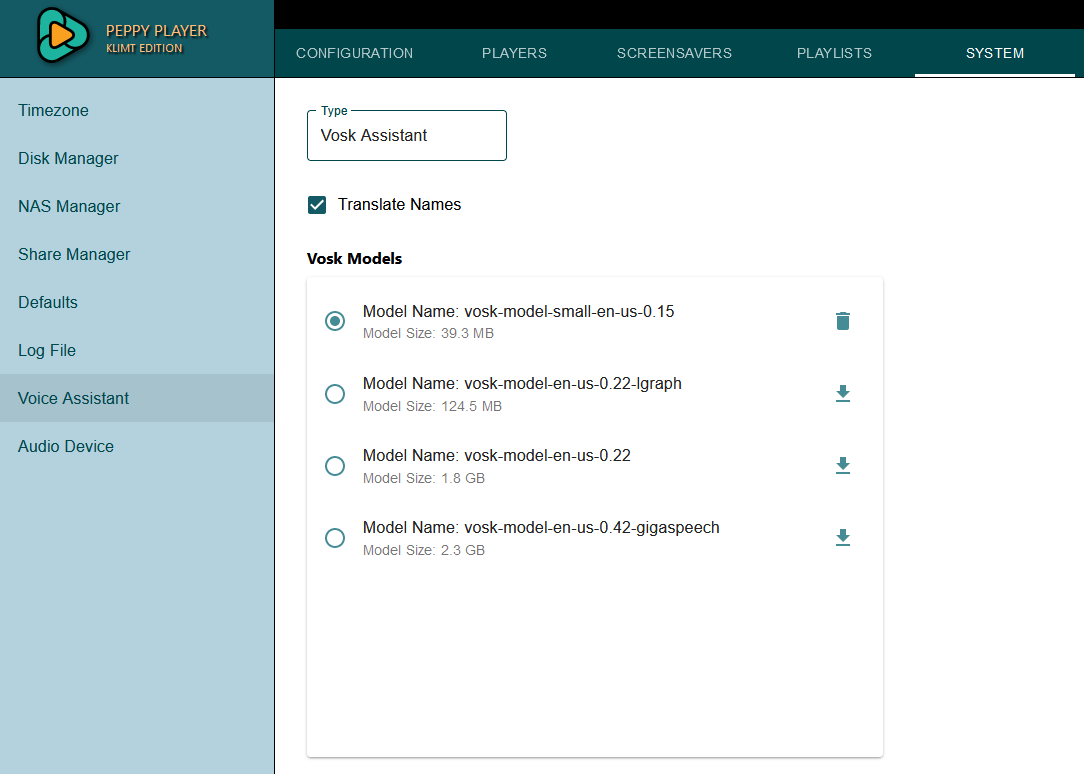 PEPPY PLAYER
KLIMT EDITION
CONFIGURATION
PLAYERS
SCREENSAVERS
PLAYLISTS
SYSTEM
Timezone
Disk Manager
NAS Manager
Share Manager
Defaults
Log File
Voice Assistant
Audio Device
Type
Vosk Assistant
Translate Names
Vosk Models
Model Name: vosk-model-small-en-us-0.15
Model Size: 39.3 MB
Model Name: vosk-model-en-us-0.22-lgraph
Model Size: 124.5 MB
Model Name: vosk-model-en-us-0.22
Model Size: 1.8 GB
Model Name: vosk-model-en-us-0.42-gigaspeech
Model Size: 2.3 GB